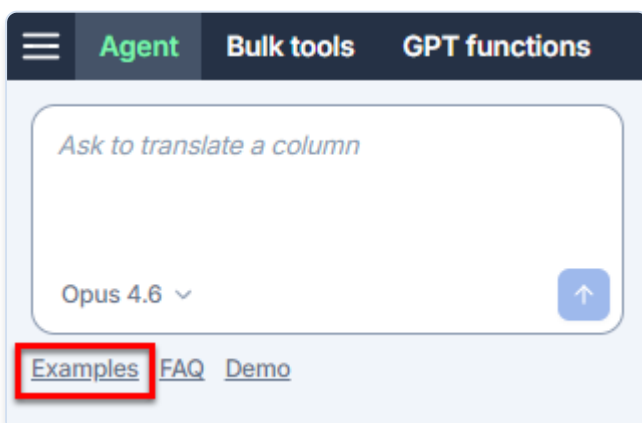 Agent Bulk tools GPT functions
Ask to translate a column
Opus 4.6
Examples FAQ Demo